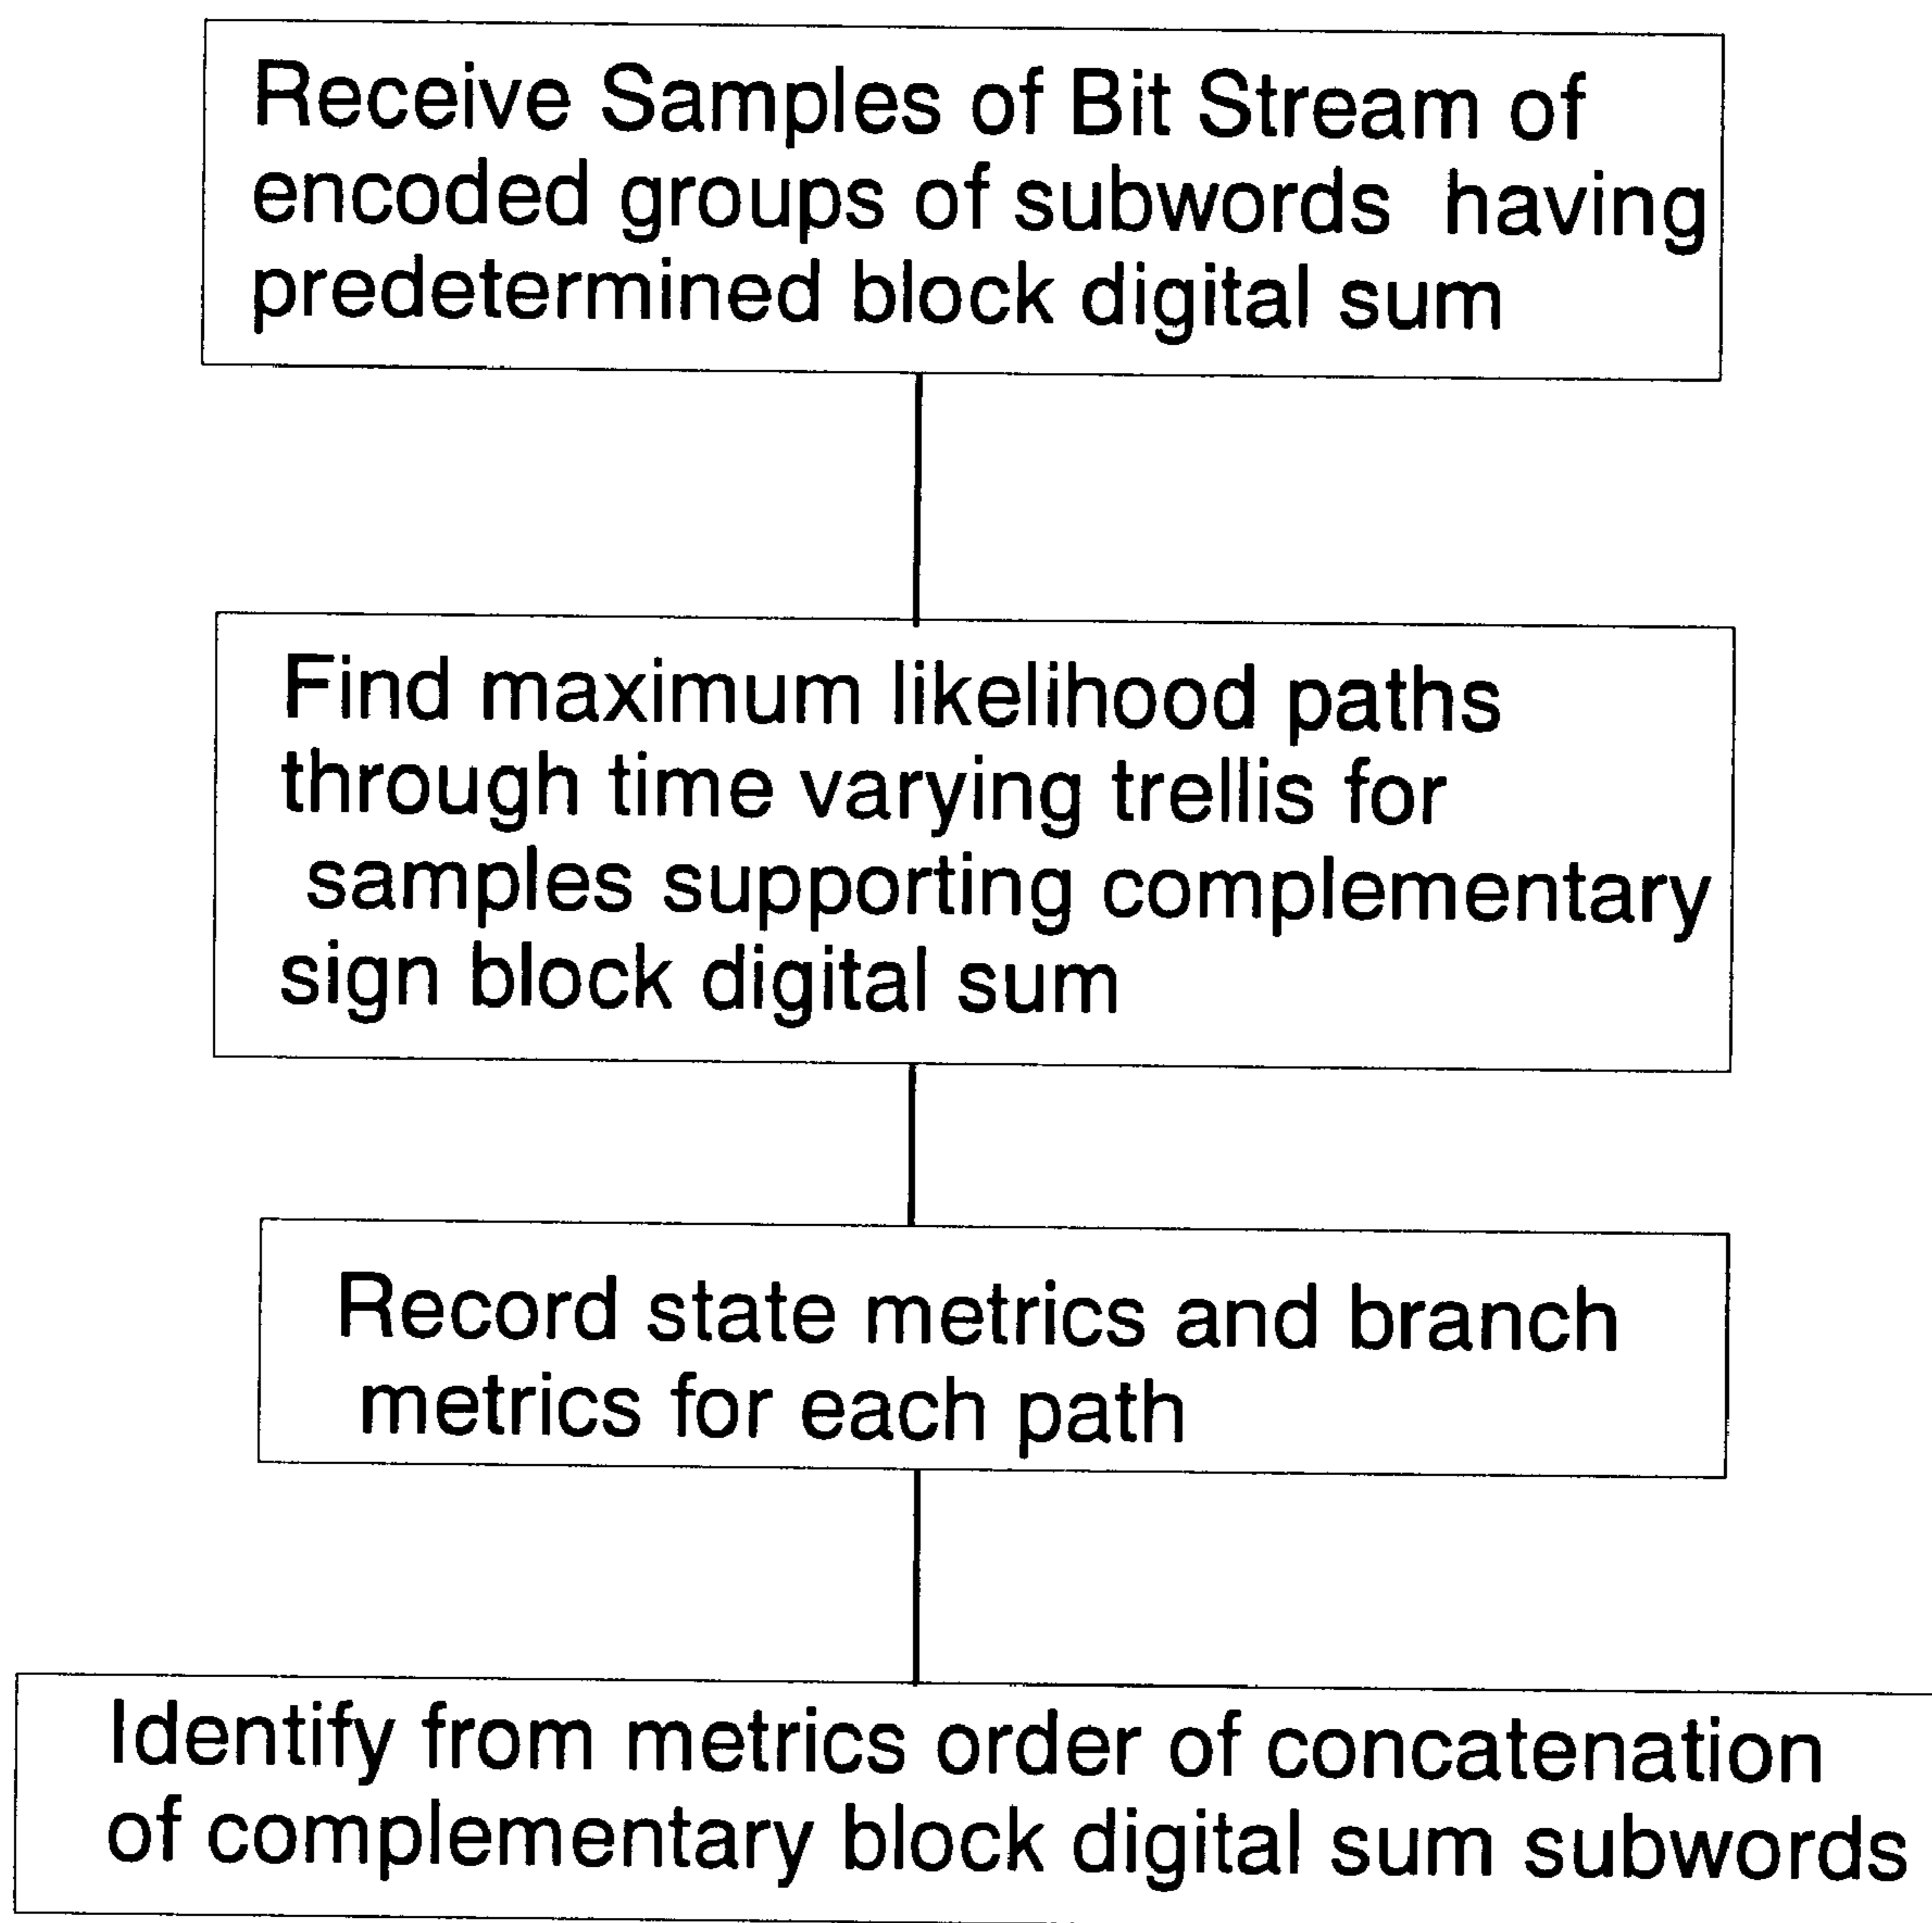 Receive Samples of Bit Stream of
encoded groups of subwords having
predetermined block digital sum
Find maximum likelihood paths
through time varying trellis for
samples supporting complementary
sign block digital sum
Record state metrics and branch
metrics for each path
Identify from metrics order of concatenation
of complementary block digital sum subwords